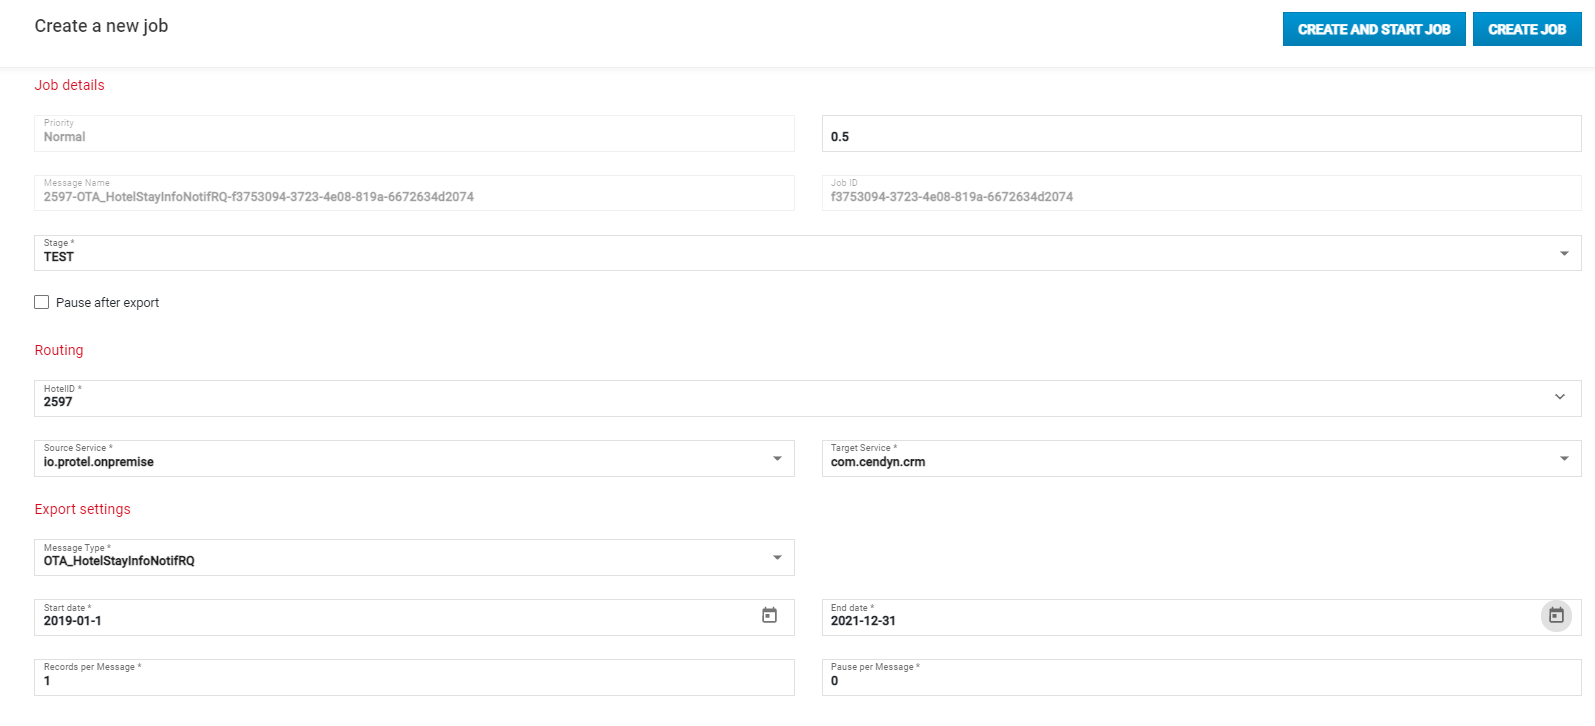 Create a new job
CREATE AND START JOB
CREATE JOB
Job details
Priority
Normal
0.5
Message Name
2597-OTA_HotelStayInfoNotifRQ-f3753094-3723-4e08-819a-6672634d2074
Job ID
f3753094-3723-4e08-819a-6672634d2074
Stage *
TEST
Pause after export
Routing
HotelID *
2597
Source Service *
io.protel.onpremise
Target Service *
com.cendyn.crm
Export settings
Message Type *
OTA_HotelStayInfoNotifRQ
Start date *
2019-01-1
End date *
2021-12-31
Records per Message *
1
Pause per Message *
0